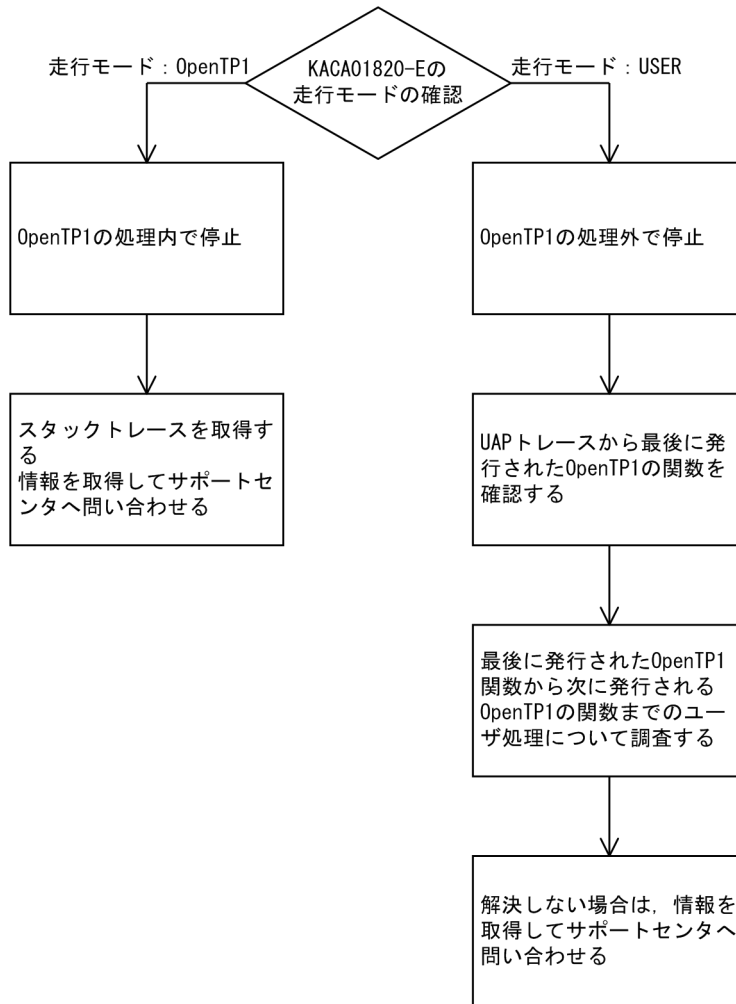 走行モード：OpenTP1
KACA01820-Eの
走行モードの確認
走行モード：USER
OpenTP1の処理内で停止
OpenTP1の処理外で停止
スタックトレースを取得す
る
情報を取得してサポートセ
ンタへ問い合わせる
UAPトレースから最後に発
行されたOpenTP1の関数を
確認する
最後に発行されたOpenTP1
関数から次に発行される
OpenTP1の関数までのユー
ザ処理について調査する
解決しない場合は，情報を
取得してサポートセンタへ
問い合わせる